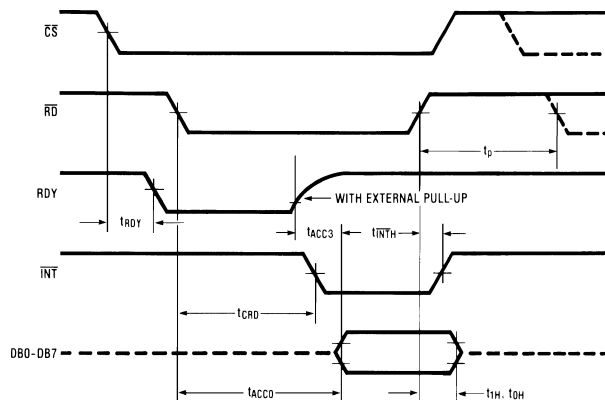 CS
RD
tp
RDY
WITH EXTERNAL PULL-UP
tRDY
tACC3
tINTH
INT
tCRD
DB0-DB7
tACC0
t1H, t0H